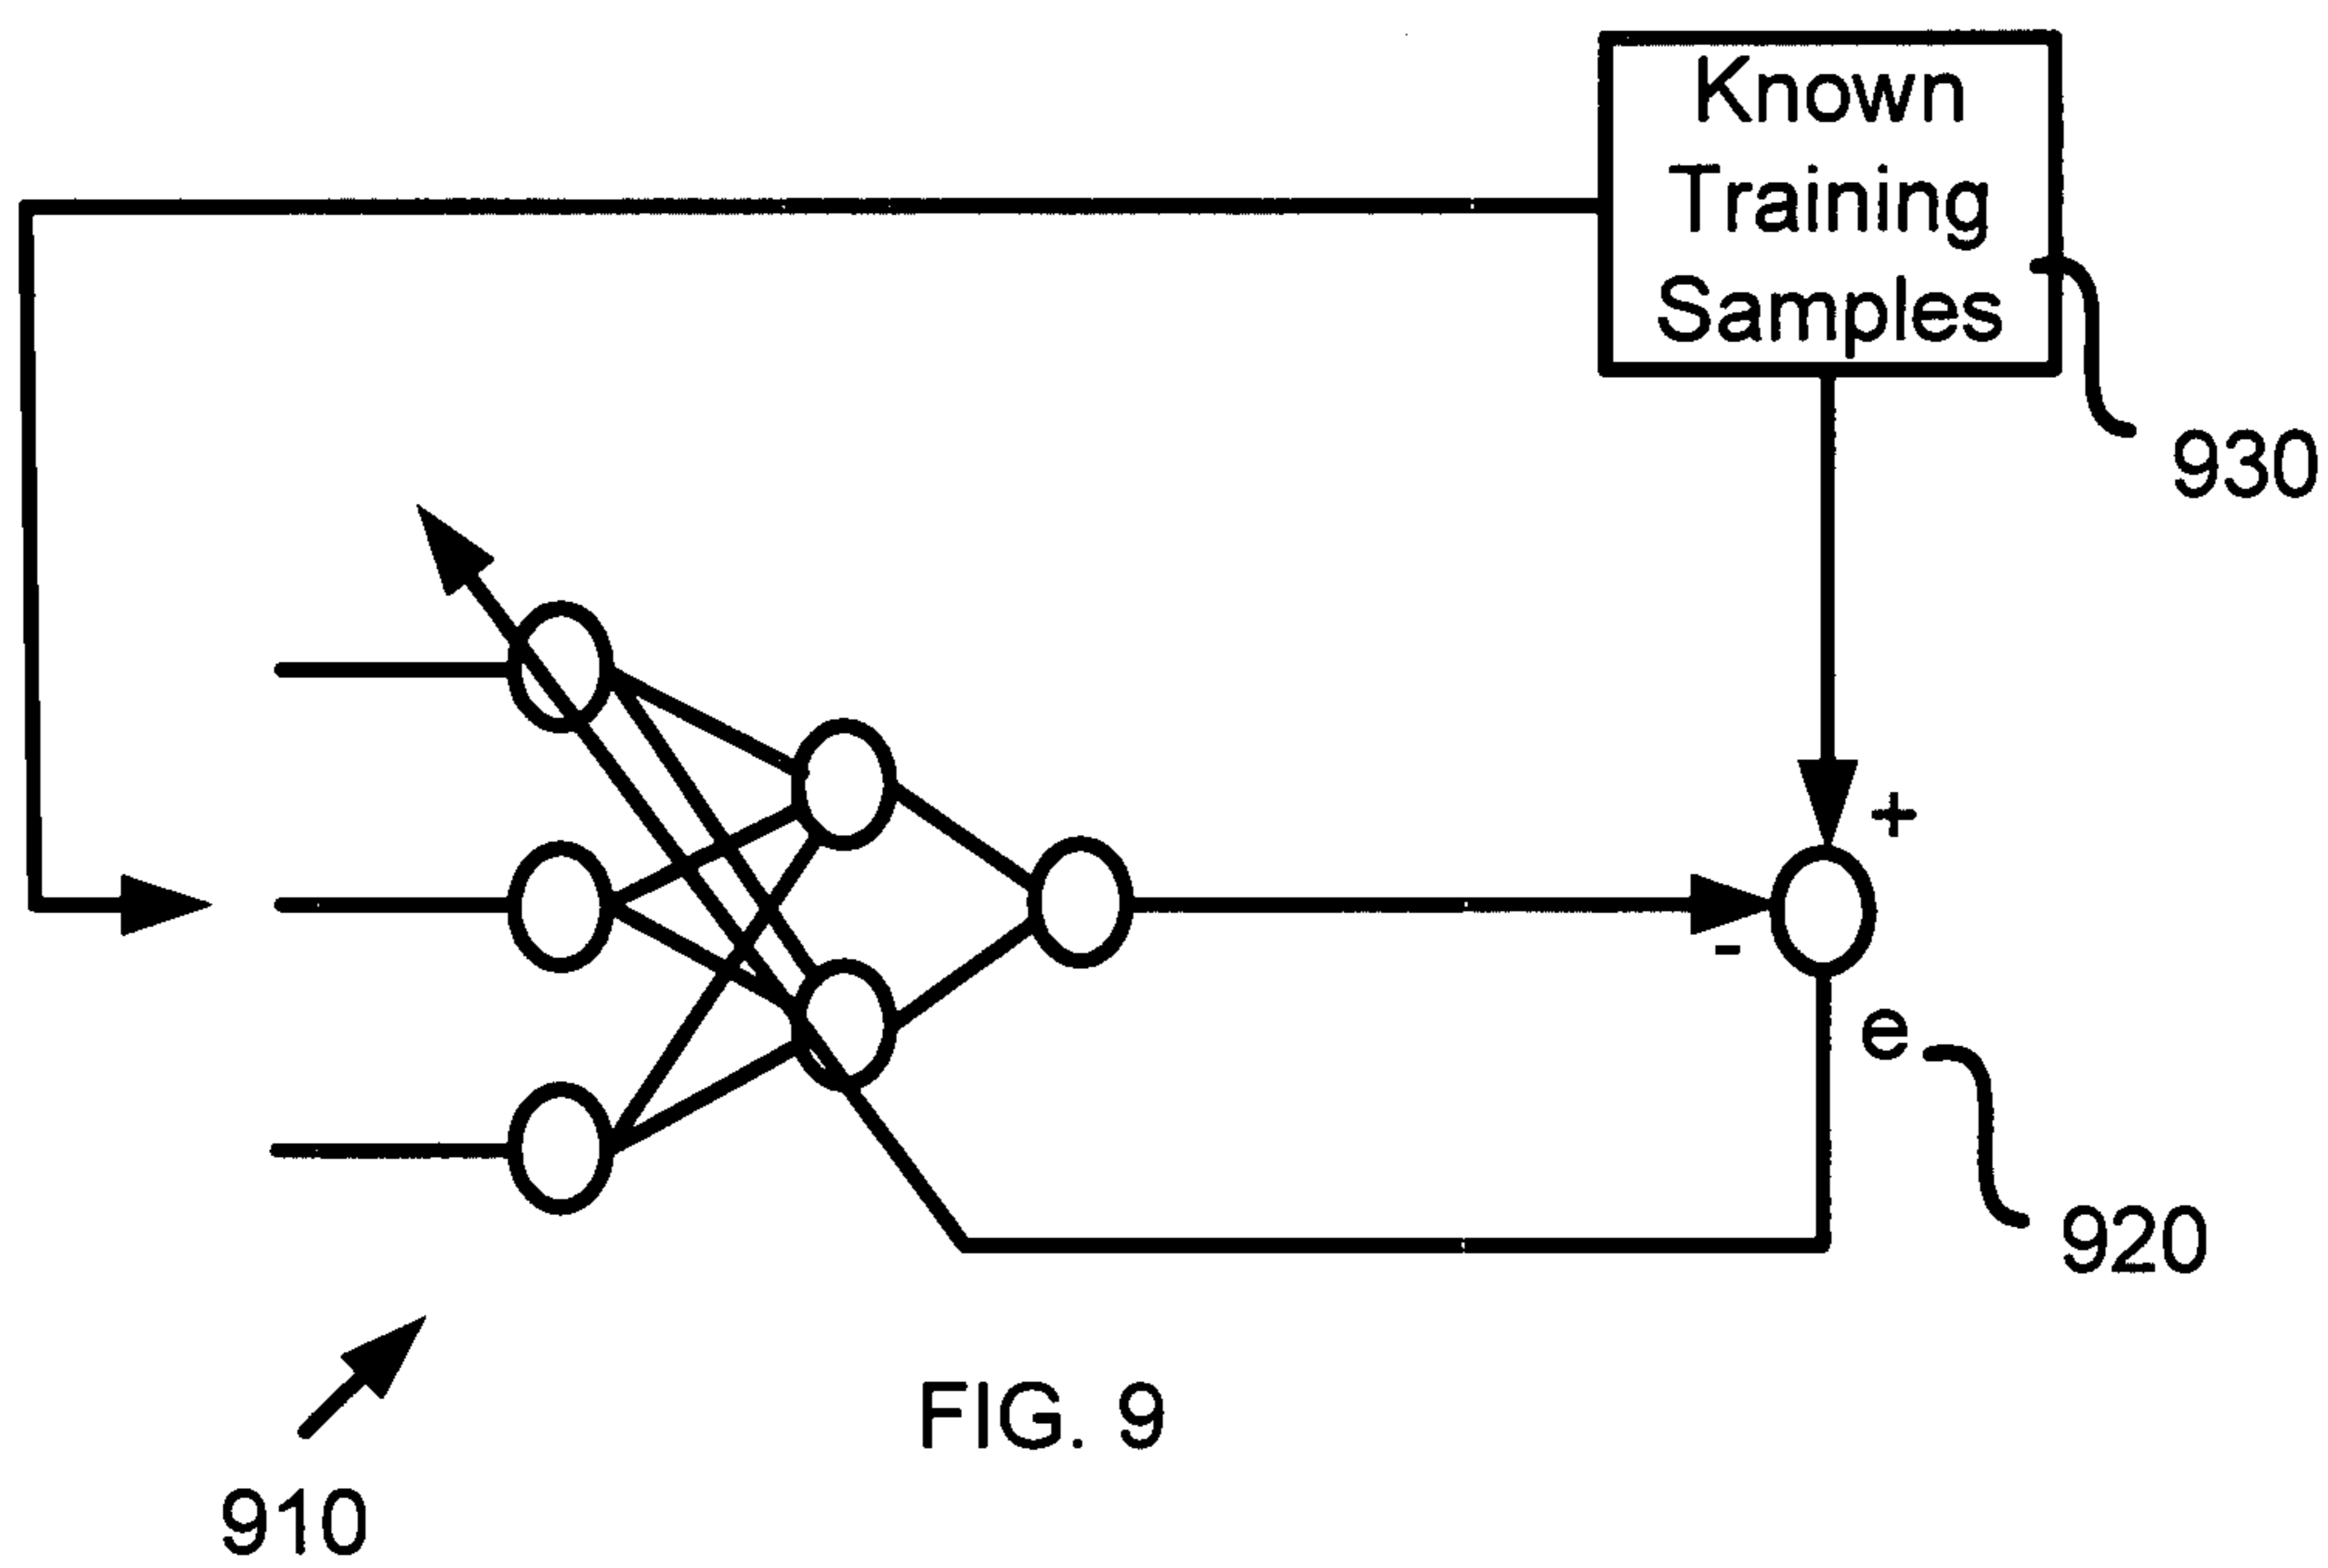 Known
Training
Samples
930
+
-
e
920
FIG. 9
910